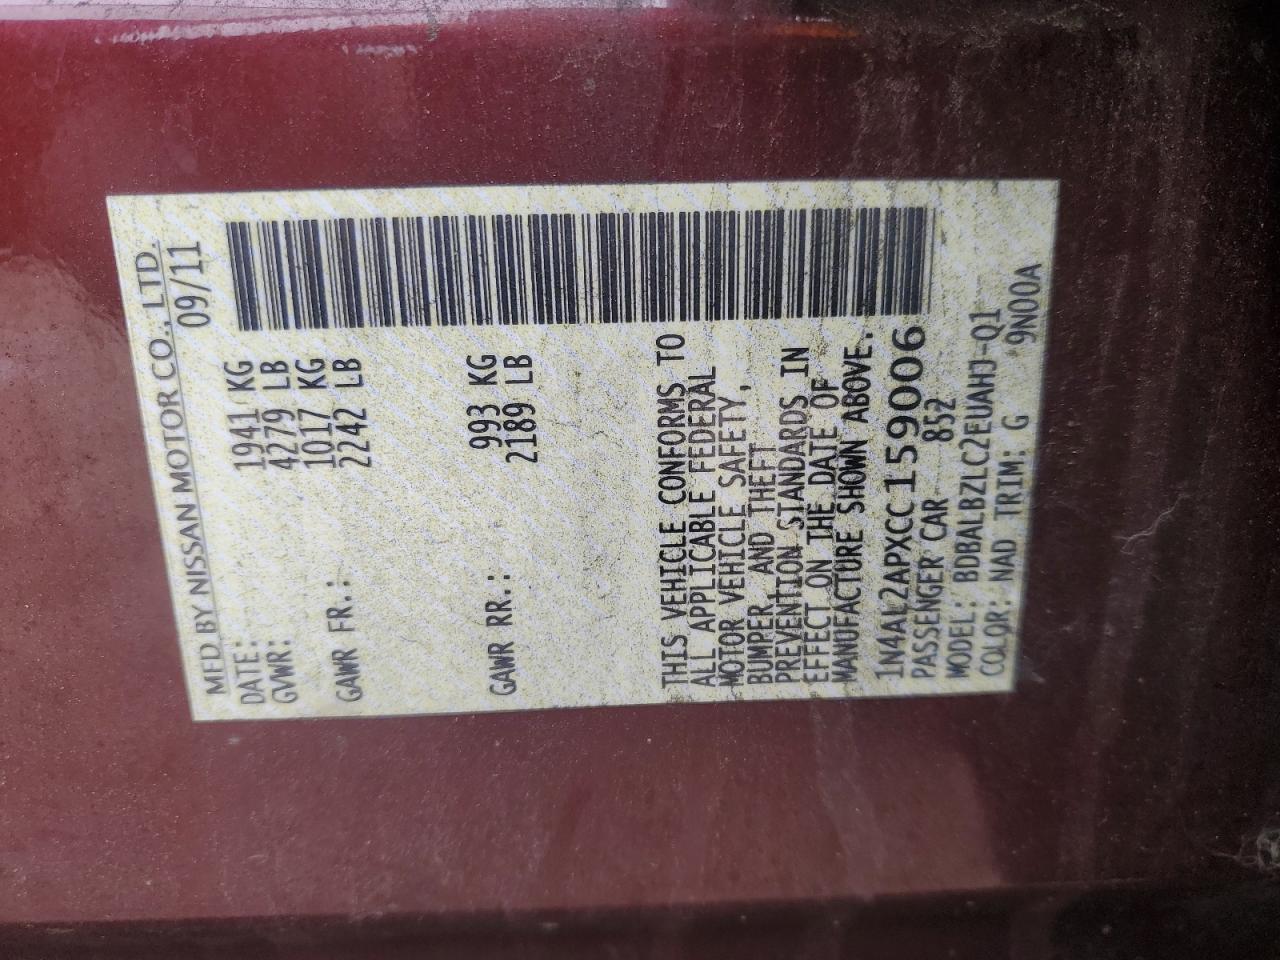 MFD BY NISSAN MOTOR CO., LTD.
DATE: 09/11
GVWR: 1941 KG
4279 LB
GAWR FR.: 1017 KG
2242 LB
GAWR RR.: 993 KG
2189 LB
THIS VEHICLE CONFORMS TO
ALL APPLICABLE FEDERAL
MOTOR VEHICLE SAFETY,
BUMPER, AND THEFT
PREVENTION STANDARDS IN
EFFECT ON THE DATE OF
MANUFACTURE SHOWN ABOVE.
1N4AL2APXCC159006
PASSENGER CAR 852
MODEL: BDBALBZLC2EUAHJ-Q1
COLOR: NAD TRIM: G 9N00A